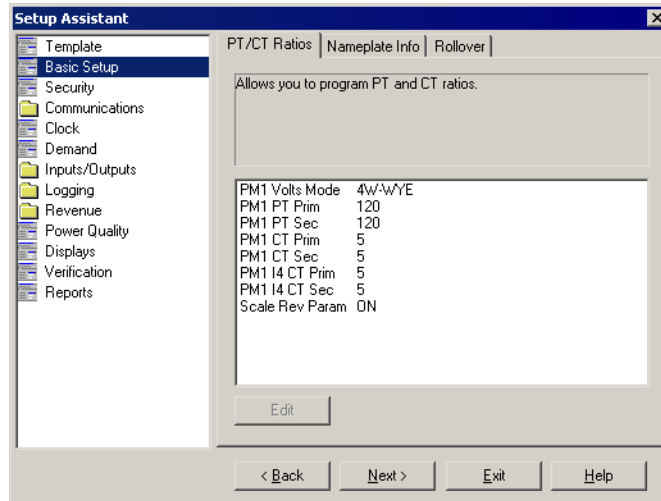 Setup Assistant
Template
Basic Setup
Security
Communications
Clock
Demand
Inputs/Outputs
Logging
Revenue
Power Quality
Displays
Verification
Reports
PT/CT Ratios Nameplate Info Rollover
Allows you to program PT and CT ratios.
PM1 Volts Mode 4W-WYE
PM1 PT Prim 120
PM1 PT Sec 120
PM1 CT Prim 5
PM1 CT Sec 5
PM1 I4 CT Prim 5
PM1 I4 CT Sec 5
Scale Rev Param ON
Edit
< Back Next > Exit Help